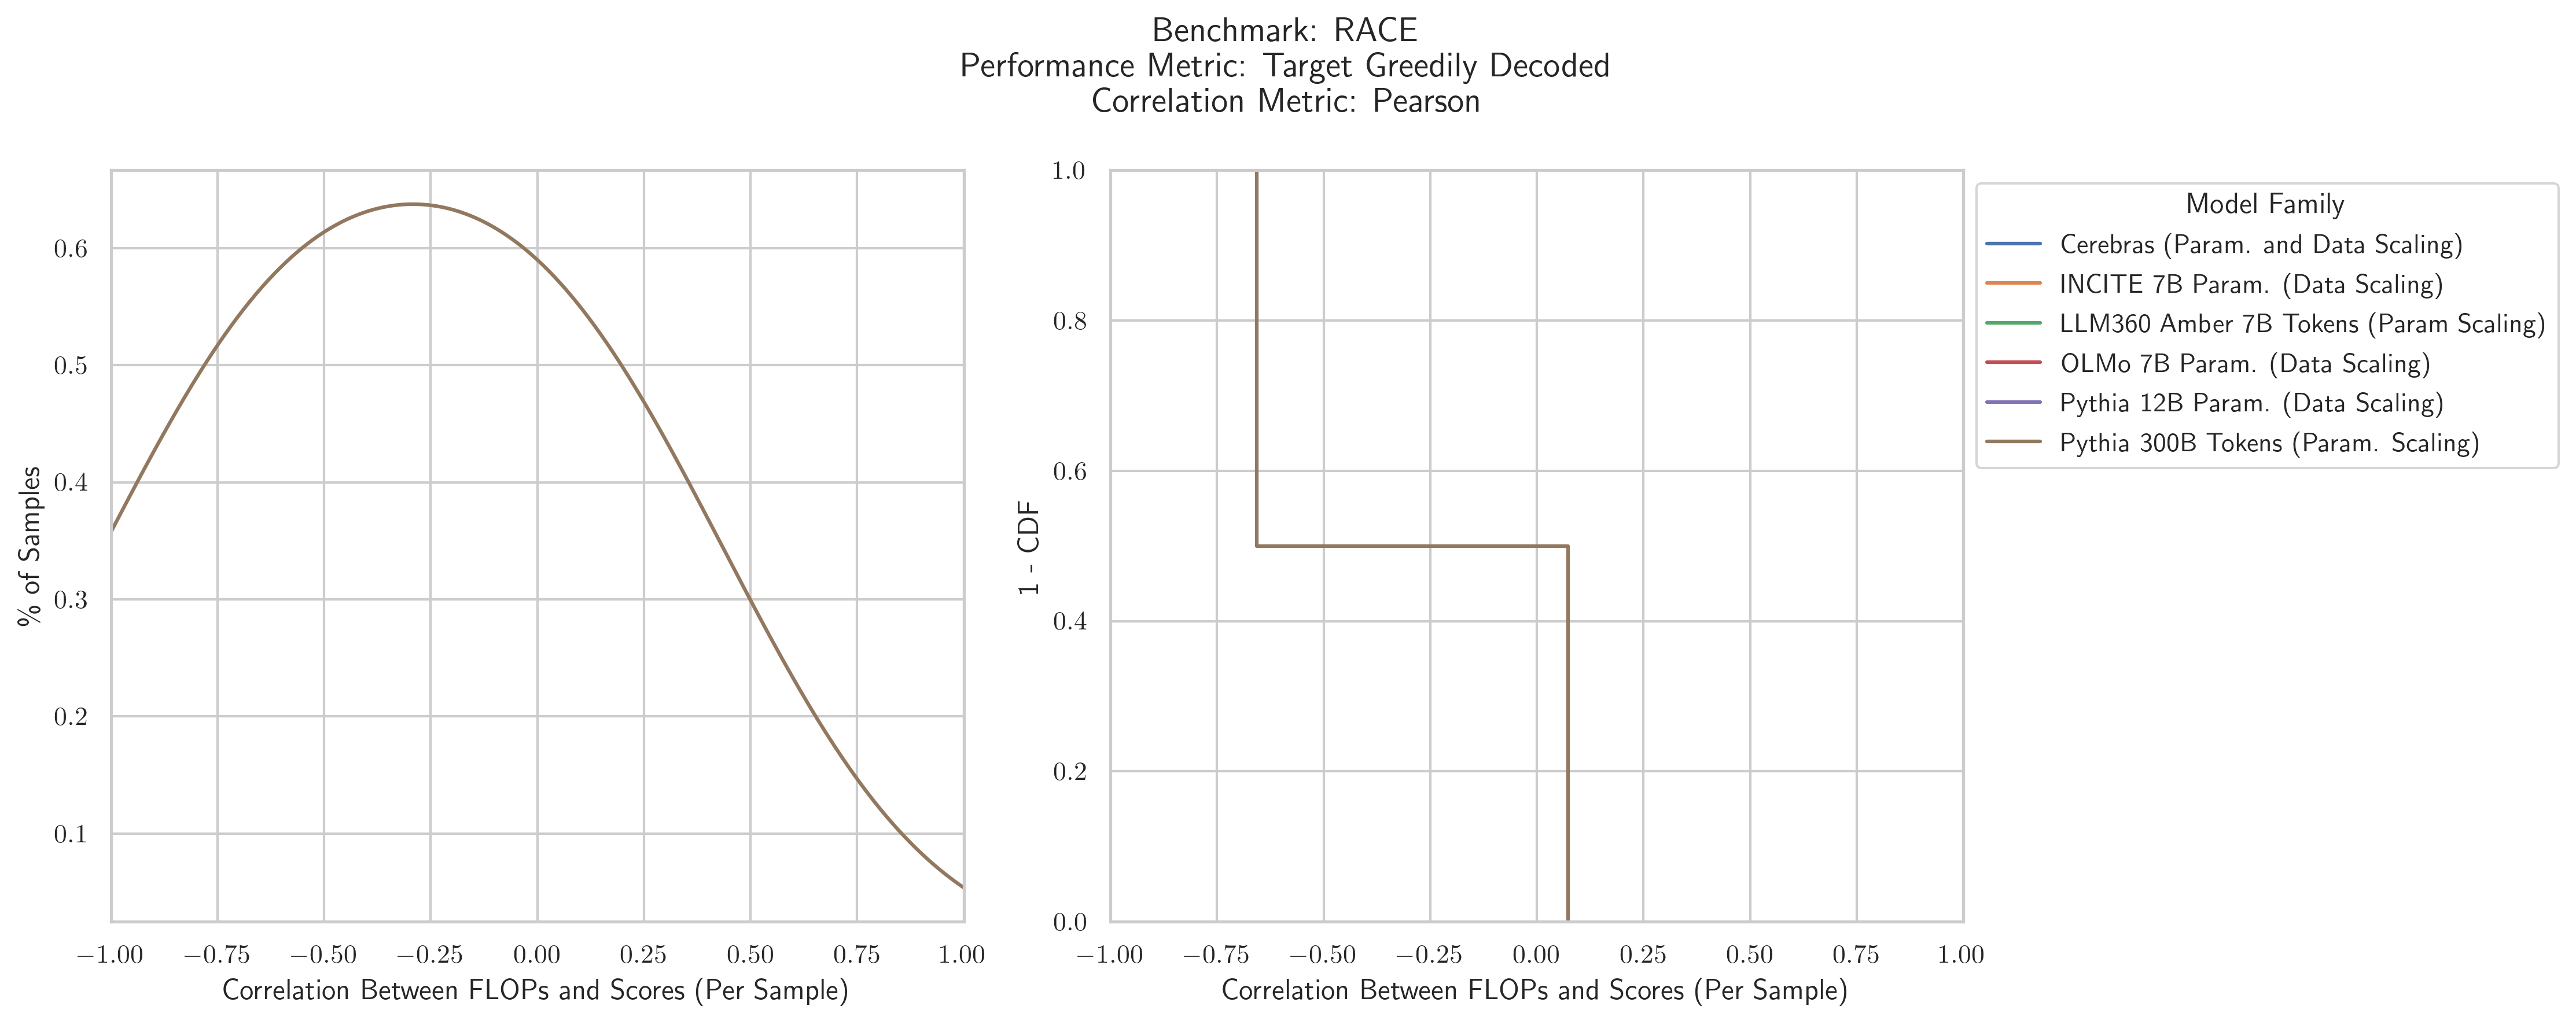 Benchmark: RACE
Performance Metric: Target Greedily Decoded
Correlation Metric: Pearson
% of Samples
0.6
0.5
0.4
0.3
0.2
0.1
−1.00 −0.75 −0.50 −0.25 0.00 0.25 0.50 0.75 1.00
Correlation Between FLOPs and Scores (Per Sample)
1 - CDF
1.0
0.8
0.6
0.4
0.2
0.0
−1.00 −0.75 −0.50 −0.25 0.00 0.25 0.50 0.75 1.00
Correlation Between FLOPs and Scores (Per Sample)
Model Family
Cerebras (Param. and Data Scaling)
INCITE 7B Param. (Data Scaling)
LLM360 Amber 7B Tokens (Param Scaling)
OLMo 7B Param. (Data Scaling)
Pythia 12B Param. (Data Scaling)
Pythia 300B Tokens (Param. Scaling)